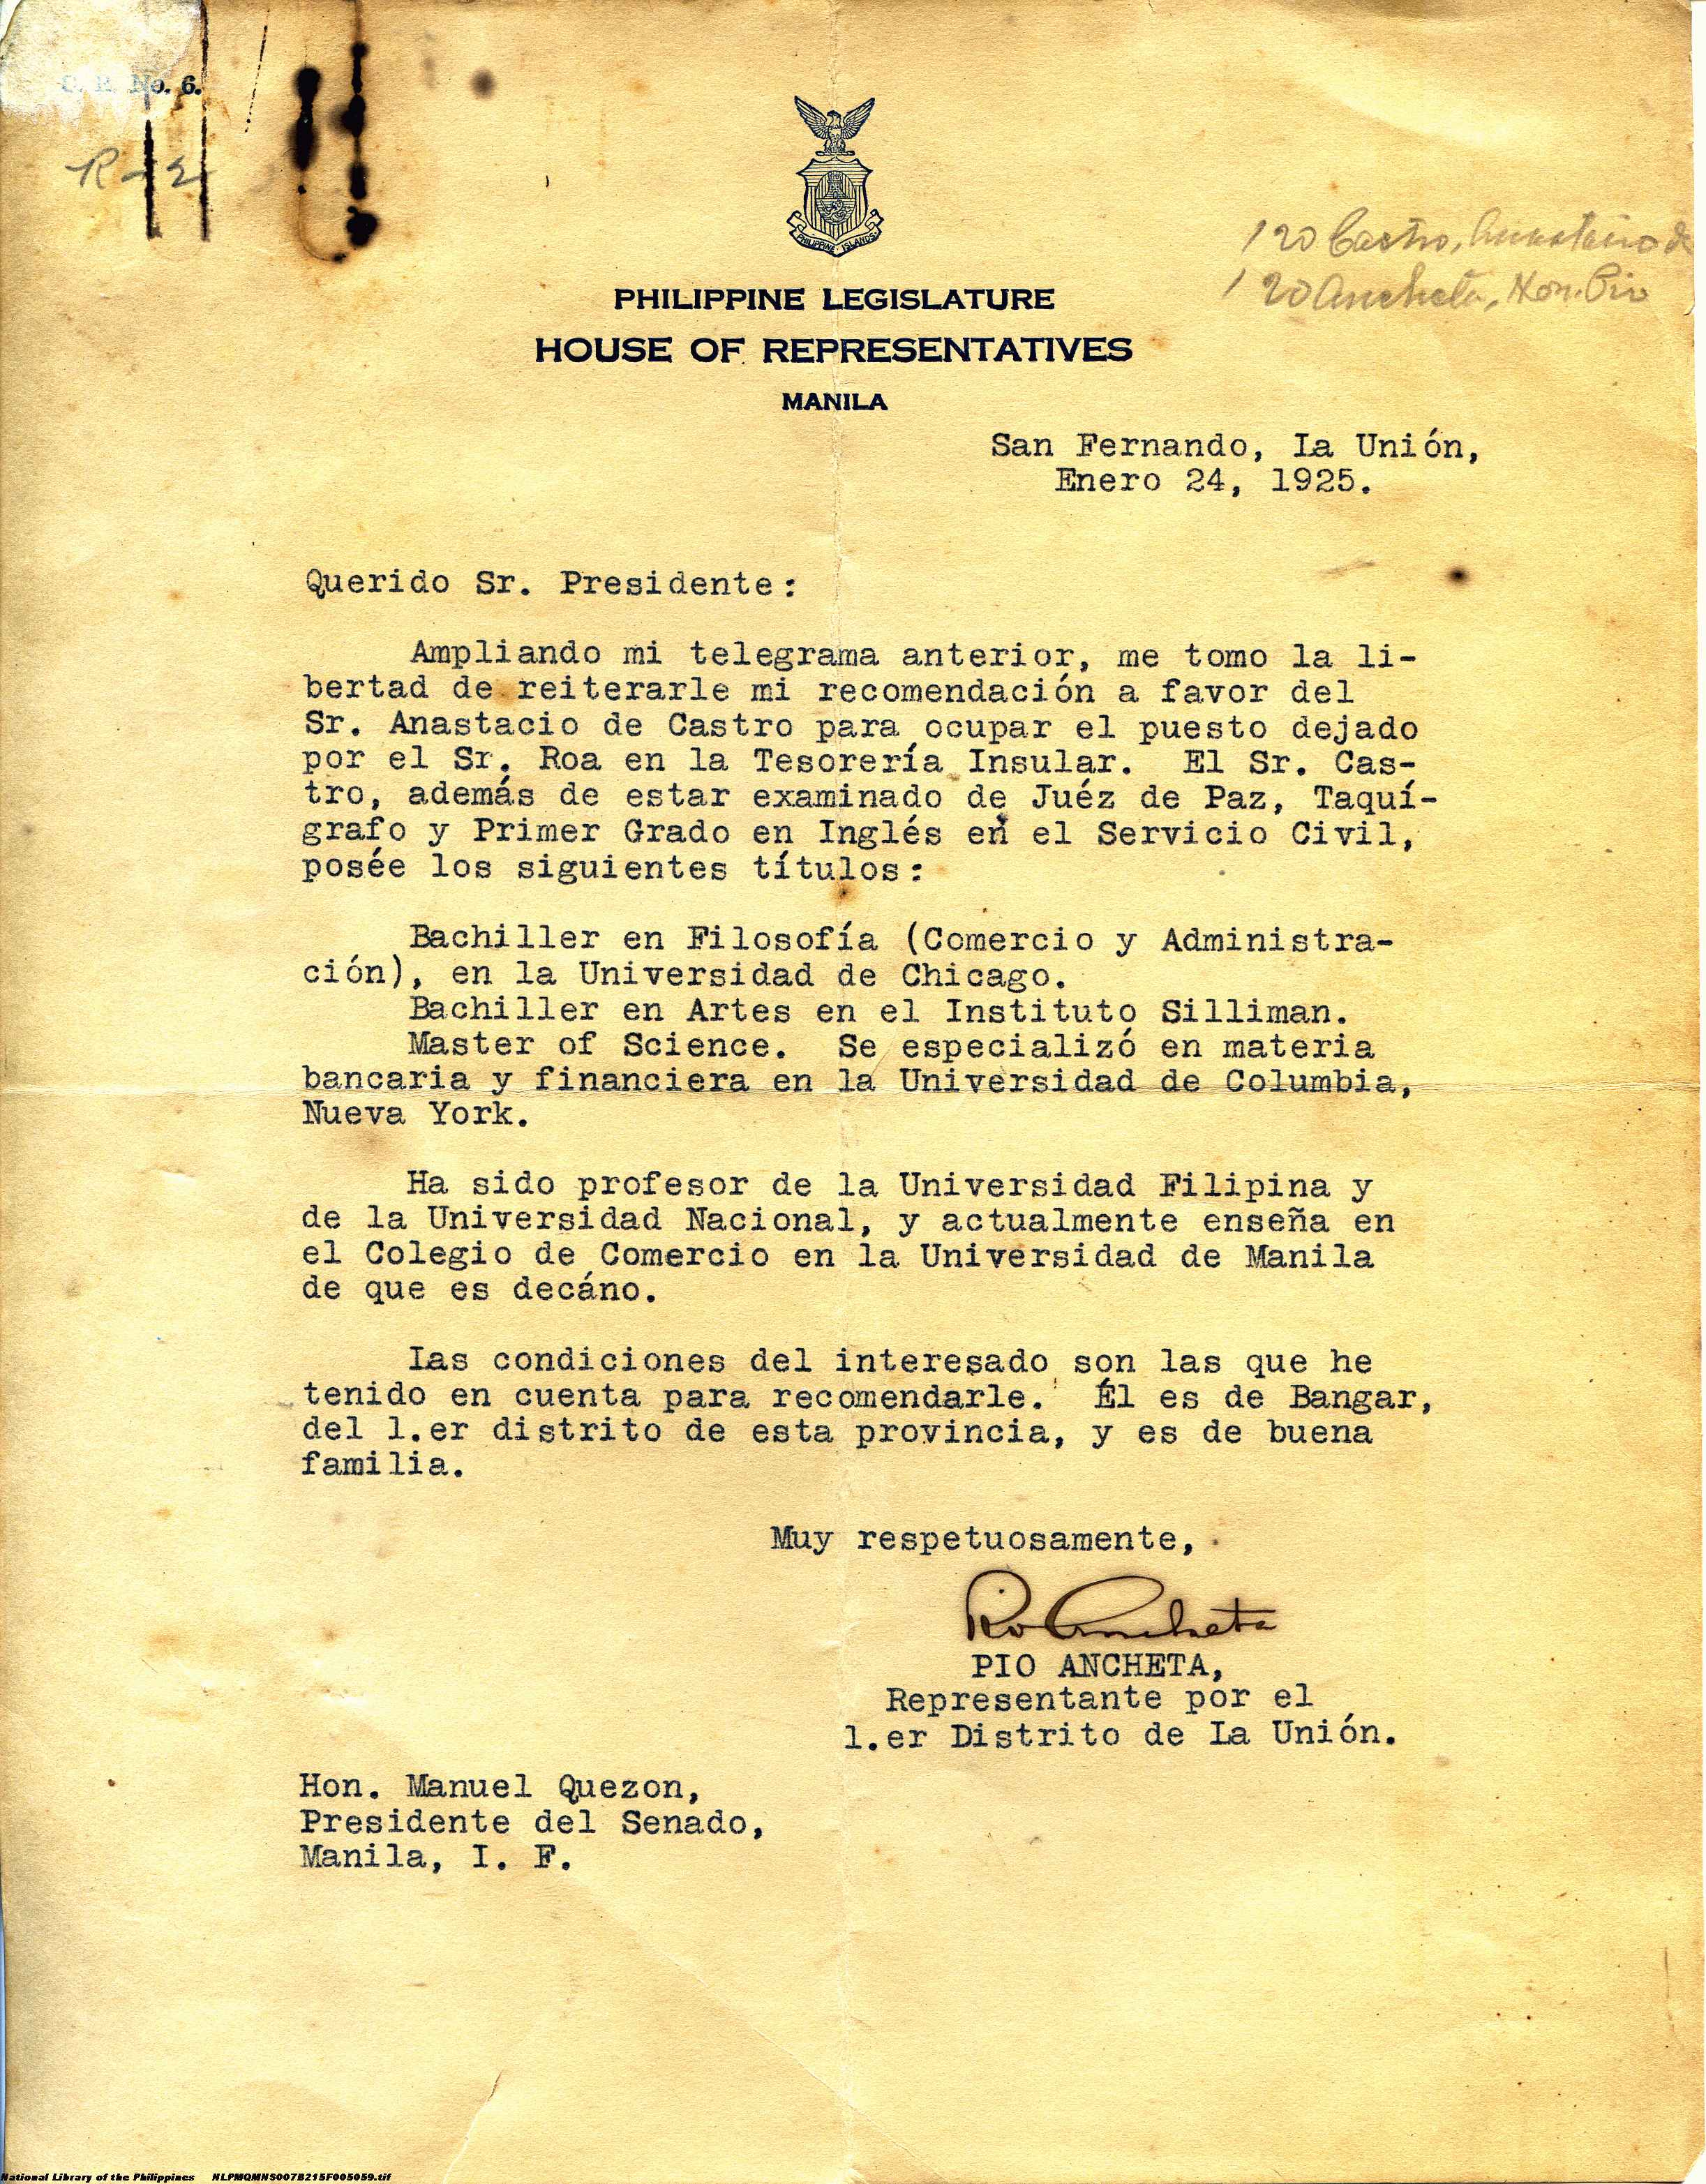 No. 6.
R-2
PHILIPPINE ISLANDS
120 Castro, Anastacio de
120 Ancheta, Hon. Pio
PHILIPPINE LEGISLATURE
HOUSE OF REPRESENTATIVES
MANILA
San Fernando, La Unión,
Enero 24, 1925.
Querido Sr. Presidente:
Ampliando mi telegrama anterior, me tomo la li-
bertad de reiterarle mi recomendación a favor del
Sr. Anastacio de Castro para ocupar el puesto dejado
por el Sr. Roa en la Tesorería Insular. El Sr. Cas-
tro, además de estar examinado de Juéz de Paz, Taquí-
grafo y Primer Grado en Inglés en el Servicio Civil,
posée los siguientes títulos:
Bachiller en Filosofía (Comercio y Administra-
ción), en la Universidad de Chicago.
Bachiller en Artes en el Instituto Silliman.
Master of Science. Se especializó en materia
bancaria y financiera en la Universidad de Columbia,
Nueva York.
Ha sido profesor de la Universidad Filipina y
de la Universidad Nacional, y actualmente enseña en
el Colegio de Comercio en la Universidad de Manila
de que es decáno.
Las condiciones del interesado son las que he
tenido en cuenta para recomendarle. Él es de Bangar,
del 1.er distrito de esta provincia, y es de buena
familia.
Muy respetuosamente,
Pio Ancheta
PIO ANCHETA,
Representante por el
1.er Distrito de La Unión.
Hon. Manuel Quezon,
Presidente del Senado,
Manila, I. F.
National Library of the Philippines NLPMQMNS007B215F005059.tif